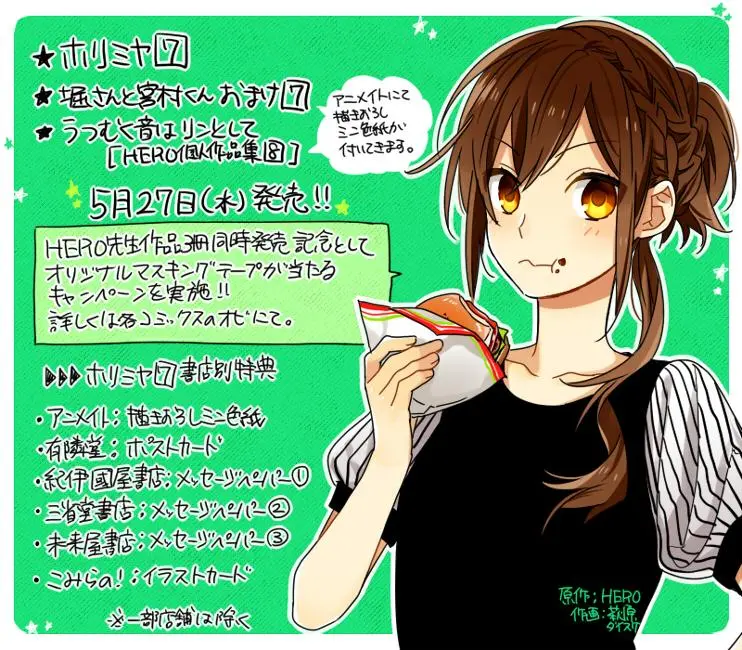 ★ ホリミヤ 7
★ 堀さんと宮村くん おまけ 7
★ うつむく音はリンとして
[HERO個人作品集 8]
アニメイトにて
描きおろし
ミニ色紙が
付いてきます。
5月27日(水)発売!!
HERO先生作品3冊同時発売 記念として
オリジナルマスキングテープが当たる
キャンペーンを実施!!
詳しくは各コミックスのオビにて。
▶▶▶ ホリミヤ 7 書店別特典
・アニメイト;描きおろしミニ色紙
・有隣堂;ポストカード
・紀伊國屋書店;メッセージペーパー①
・三省堂書店;メッセージペーパー②
・未来屋書店;メッセージペーパー③
・こみらの!;イラストカード
※一部店舗は除く
原作;HERO
作画:萩原
ダイスケ